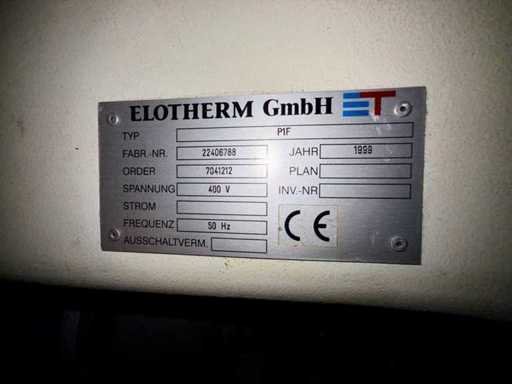 ELOTHERM GmbH ET
TYP P1F
FABR.-NR. 22406788 JAHR 1999
ORDER 7041212 PLAN
SPANNUNG 400 V INV.-NR
STROM
FREQUENZ 50 Hz CE
AUSSCHALTVERM.